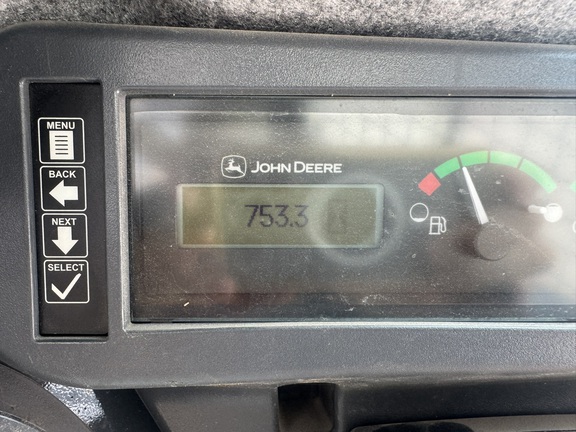 MENU
BACK
NEXT
SELECT
JOHN DEERE
753.3